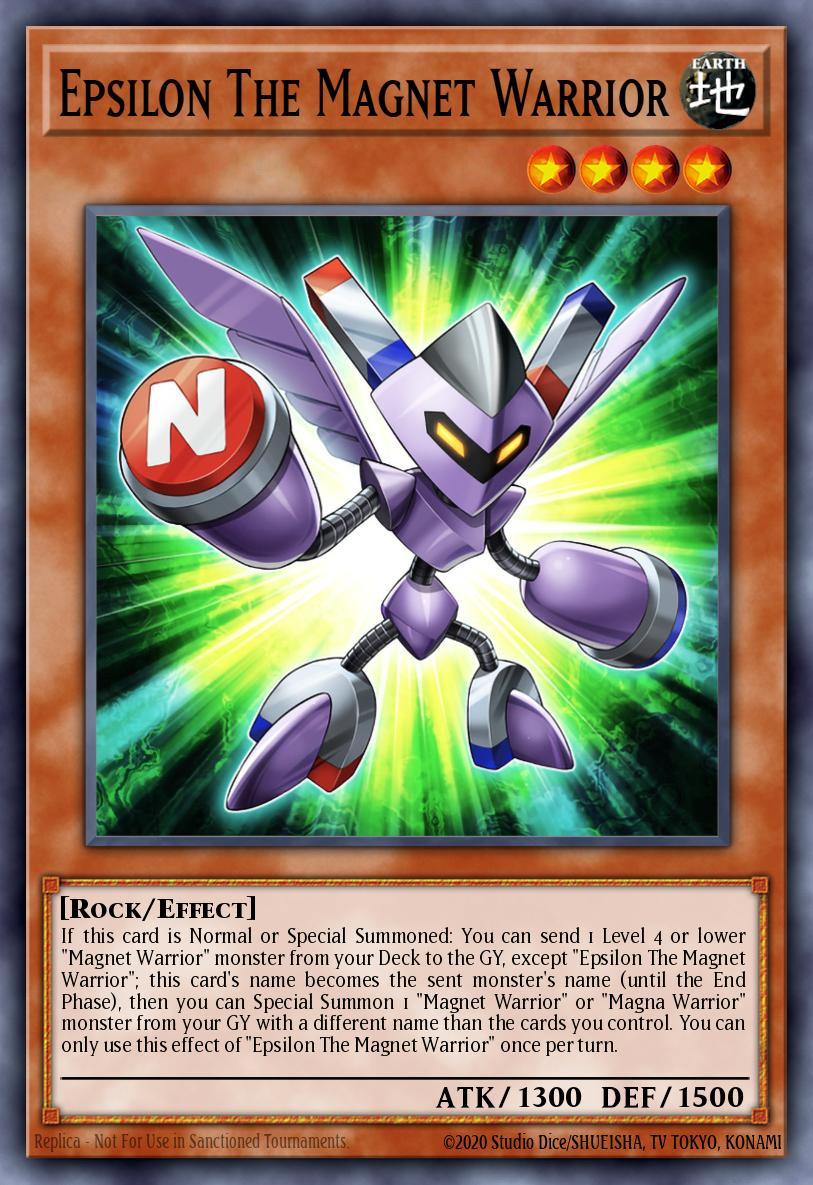 Epsilon The Magnet Warrior
EARTH
地
N
[Rock/Effect]
If this card is Normal or Special Summoned: You can send 1 Level 4 or lower
"Magnet Warrior" monster from your Deck to the GY, except "Epsilon The Magnet
Warrior"; this card's name becomes the sent monster's name (until the End
Phase), then you can Special Summon 1 "Magnet Warrior" or "Magna Warrior"
monster from your GY with a different name than the cards you control. You can
only use this effect of "Epsilon The Magnet Warrior" once per turn.
ATK/1300 DEF/1500
Replica - Not For Use in Sanctioned Tournaments.
©2020 Studio Dice/SHUEISHA, TV TOKYO, KONAMI